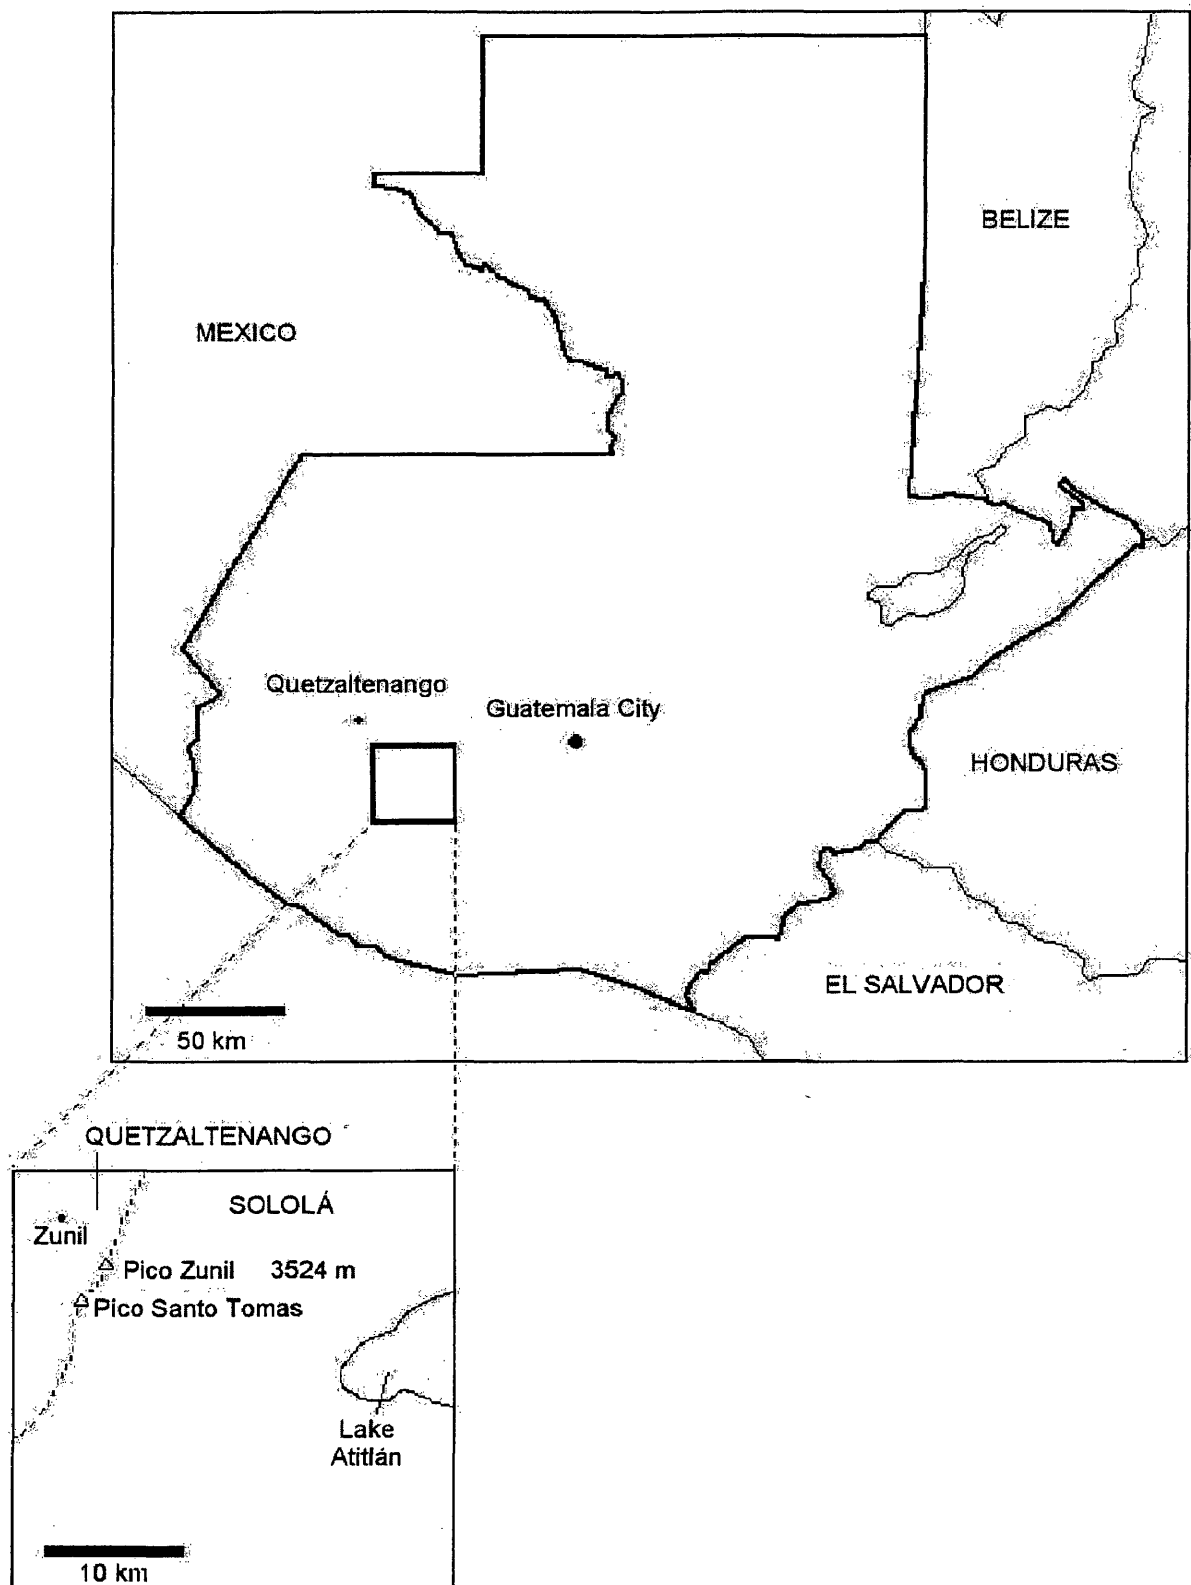 BELIZE
MEXICO
Quetzaltenango
Guatemala City
HONDURAS
EL SALVADOR
50 km
QUETZALTENANGO
SOLOLÁ
Zunil
Pico Zunil 3524 m
Pico Santo Tomas
Lake
Atitlán
10 km